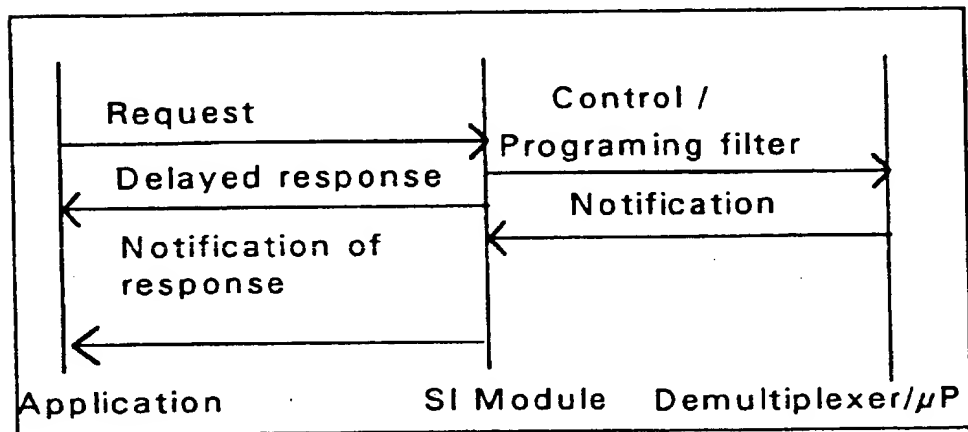 Request
Control /
Programing filter
Delayed response
Notification
Notification of
response
Application
SI Module
Demultiplexer/μP